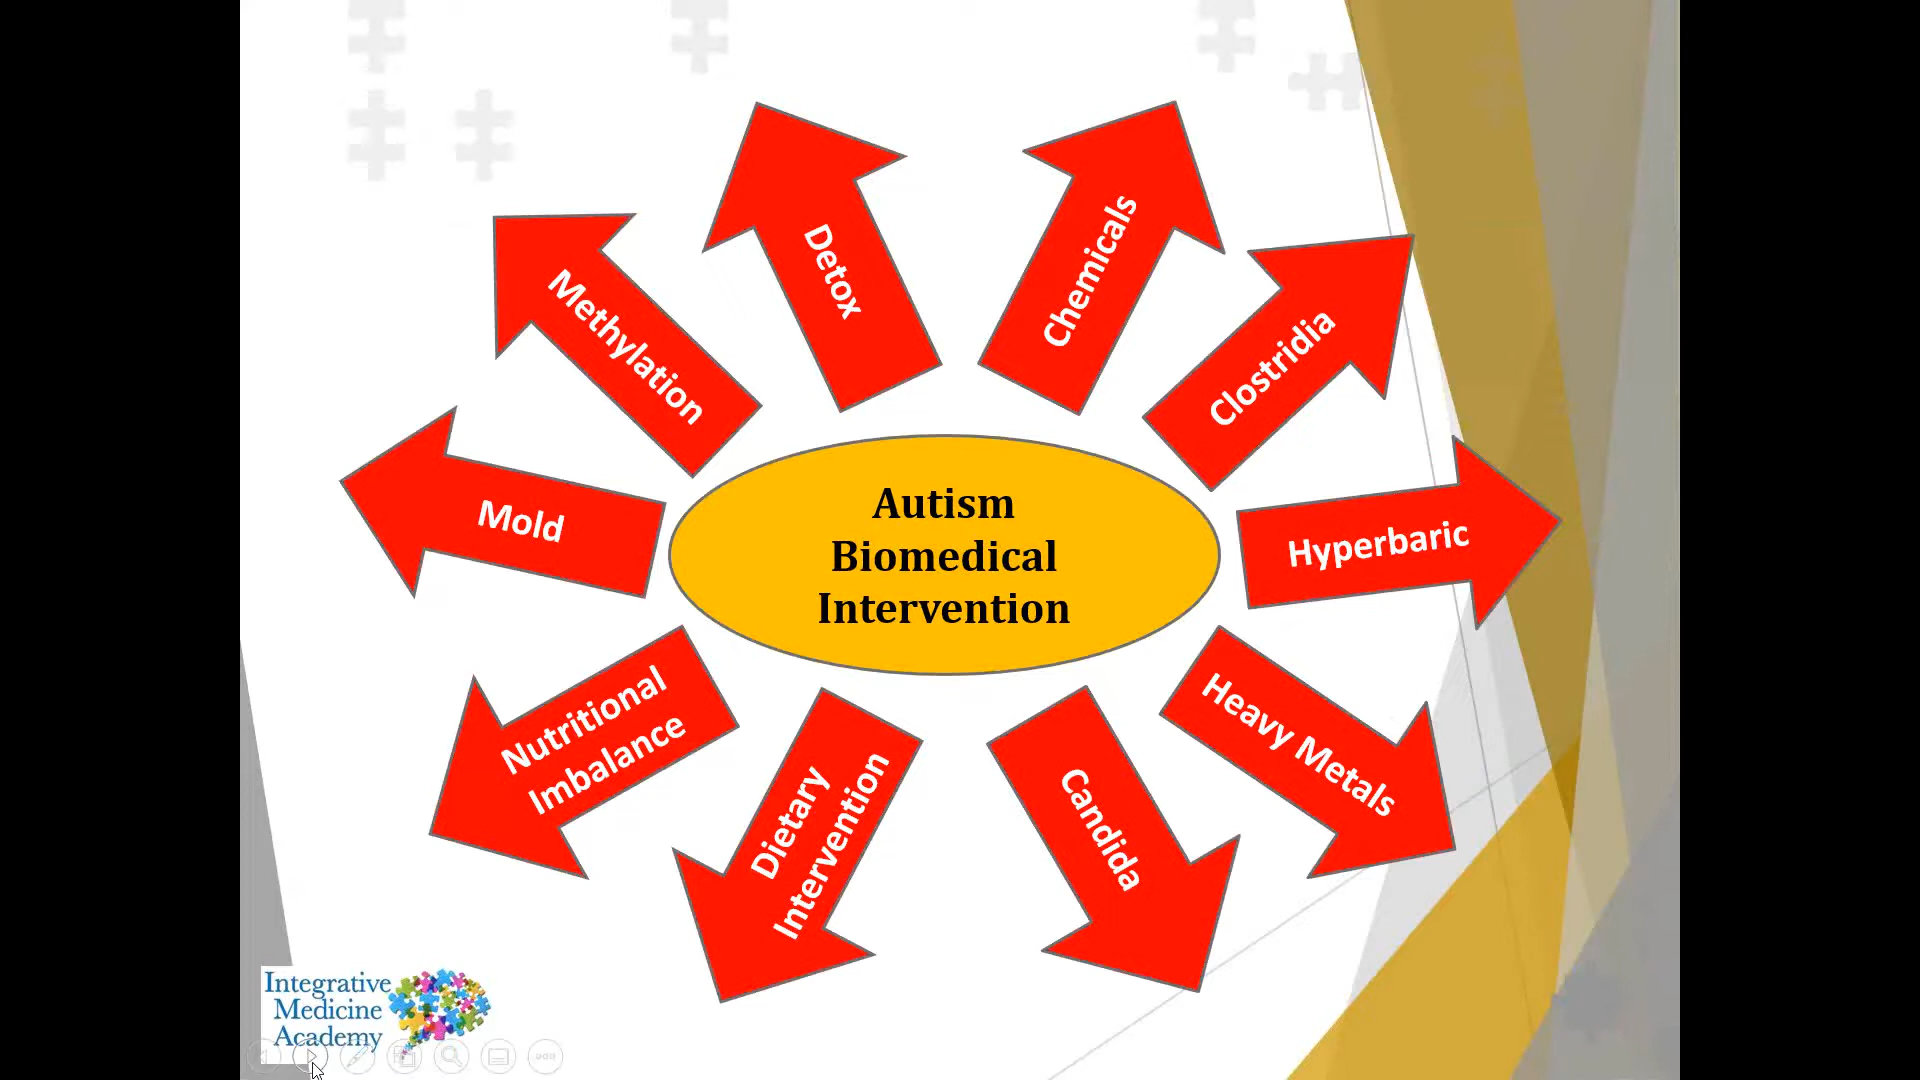 Detox
Chemicals
Methylation
Clostridia
Mold
Autism
Biomedical
Intervention
Hyperbaric
Nutritional
Imbalance
Dietary
Intervention
Candida
Heavy Metals
Integrative
Medicine
Academy